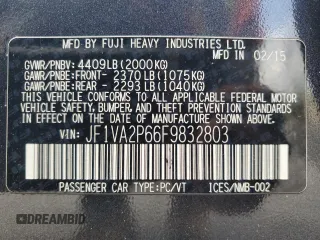 MFD BY FUJI HEAVY INDUSTRIES LTD.
GVWR/PNBV: 4409LB(2000KG) 02/15
GAWR/PNBE:FRONT- 2370LB(1075KG)
GAWR/PNBE:REAR - 2293LB(1040KG)
THIS VEHICLE CONFORMS TO ALL APPLICABLE FEDERAL MOTOR
VEHICLE SAFETY, BUMPER, AND THEFT PREVENTION STANDARDS
IN EFFECT ON THE DATE OF MANUFACTURE SHOWN ABOVE.
VIN: JF1VA2P66F9832803
PASSENGER CAR TYPE:PC/VT ICES/NMB-002
© DREAMBID